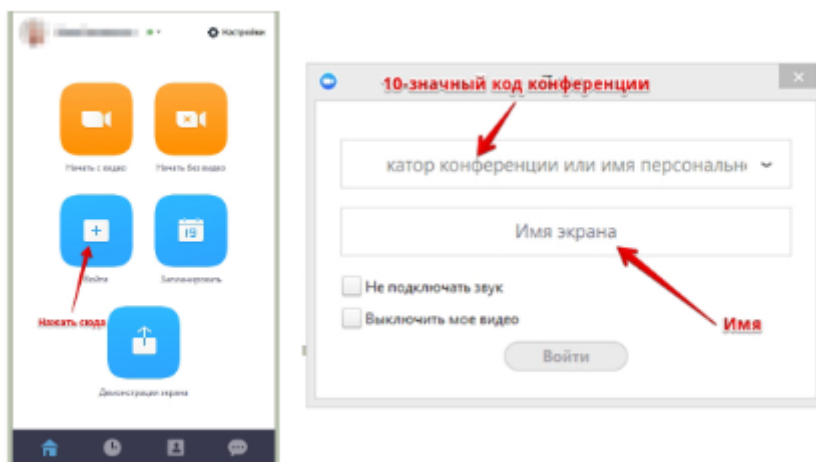 Настройки
Начать с видео
Начать без видео
19
Войти
Запланировать
Нажать сюда
Демонстрация экрана
10-значный код конференции
катор конференции или имя персональн
Имя экрана
Не подключать звук
Выключить мое видео
Имя
Войти